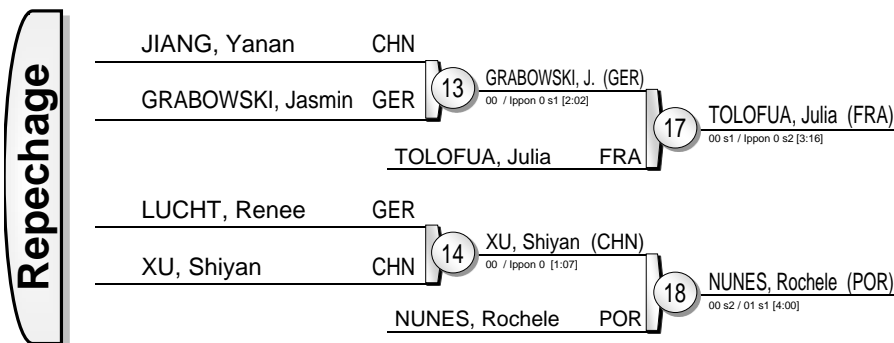 Repechage
JIANG, Yanan CHN
GRABOWSKI, Jasmin GER
13
GRABOWSKI, J. (GER)
00 / Ippon 0 s1 [2:02]
TOLOFUA, Julia FRA
17
TOLOFUA, Julia (FRA)
00 s1 / Ippon 0 s2 [3:16]
LUCHT, Renee GER
XU, Shiyan CHN
14
XU, Shiyan (CHN)
00 / Ippon 0 [1:07]
NUNES, Rochele POR
18
NUNES, Rochele (POR)
00 s2 / 01 s1 [4:00]